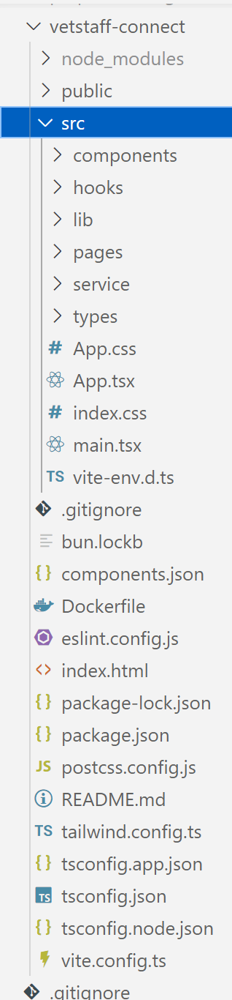 vetstaff-connect
node_modules
public
src
components
hooks
lib
pages
service
types
# App.css
App.tsx
# index.css
main.tsx
TS vite-env.d.ts
.gitignore
bun.lockb
{ } components.json
Dockerfile
eslint.config.js
<> index.html
{ } package-lock.json
{ } package.json
JS postcss.config.js
README.md
TS tailwind.config.ts
{ } tsconfig.app.json
TS tsconfig.json
{ } tsconfig.node.json
vite.config.ts
.gitignore